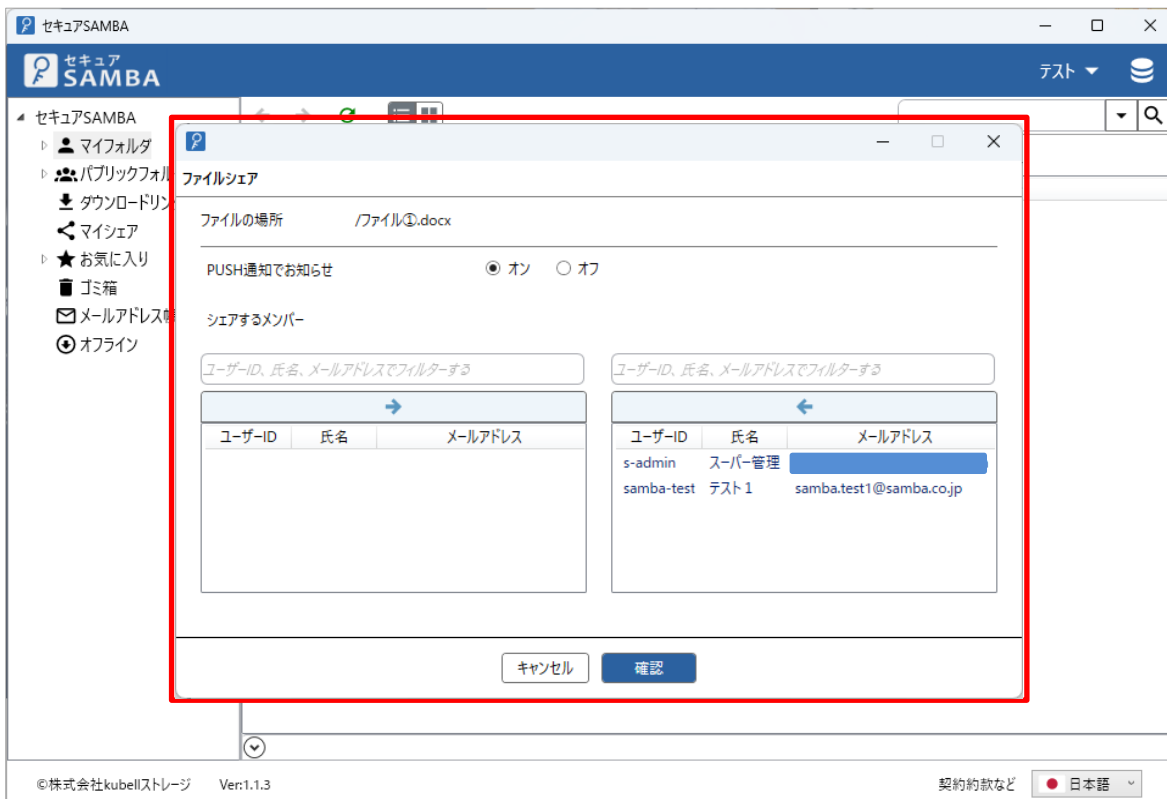 セキュアSAMBA
セキュア
SAMBA
テスト
セキュアSAMBA
マイフォルダ
パブリックフォル
ダウンロードリン
マイシェア
お気に入り
ゴミ箱
メールアドレス帳
オフライン
ファイルシェア
ファイルの場所 /ファイル①.docx
PUSH通知でお知らせ オン オフ
シェアするメンバー
ユーザーID、氏名、メールアドレスでフィルターする ユーザーID、氏名、メールアドレスでフィルターする
ユーザーID 氏名 メールアドレス ユーザーID 氏名 メールアドレス
s-admin スーパー管理
samba-test テスト1 samba.test1@samba.co.jp
キャンセル 確認
©株式会社kubellストレージ Ver:1.1.3 契約約款など 日本語